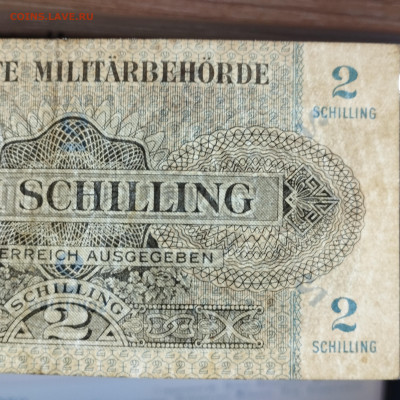 COINS.LAVE.RU
TE MILITÄRBEHÖRDE
2
SCHILLING
SCHILLING
ERREICH AUSGEGEBEN
SCHILLING
2
2
SCHILLING